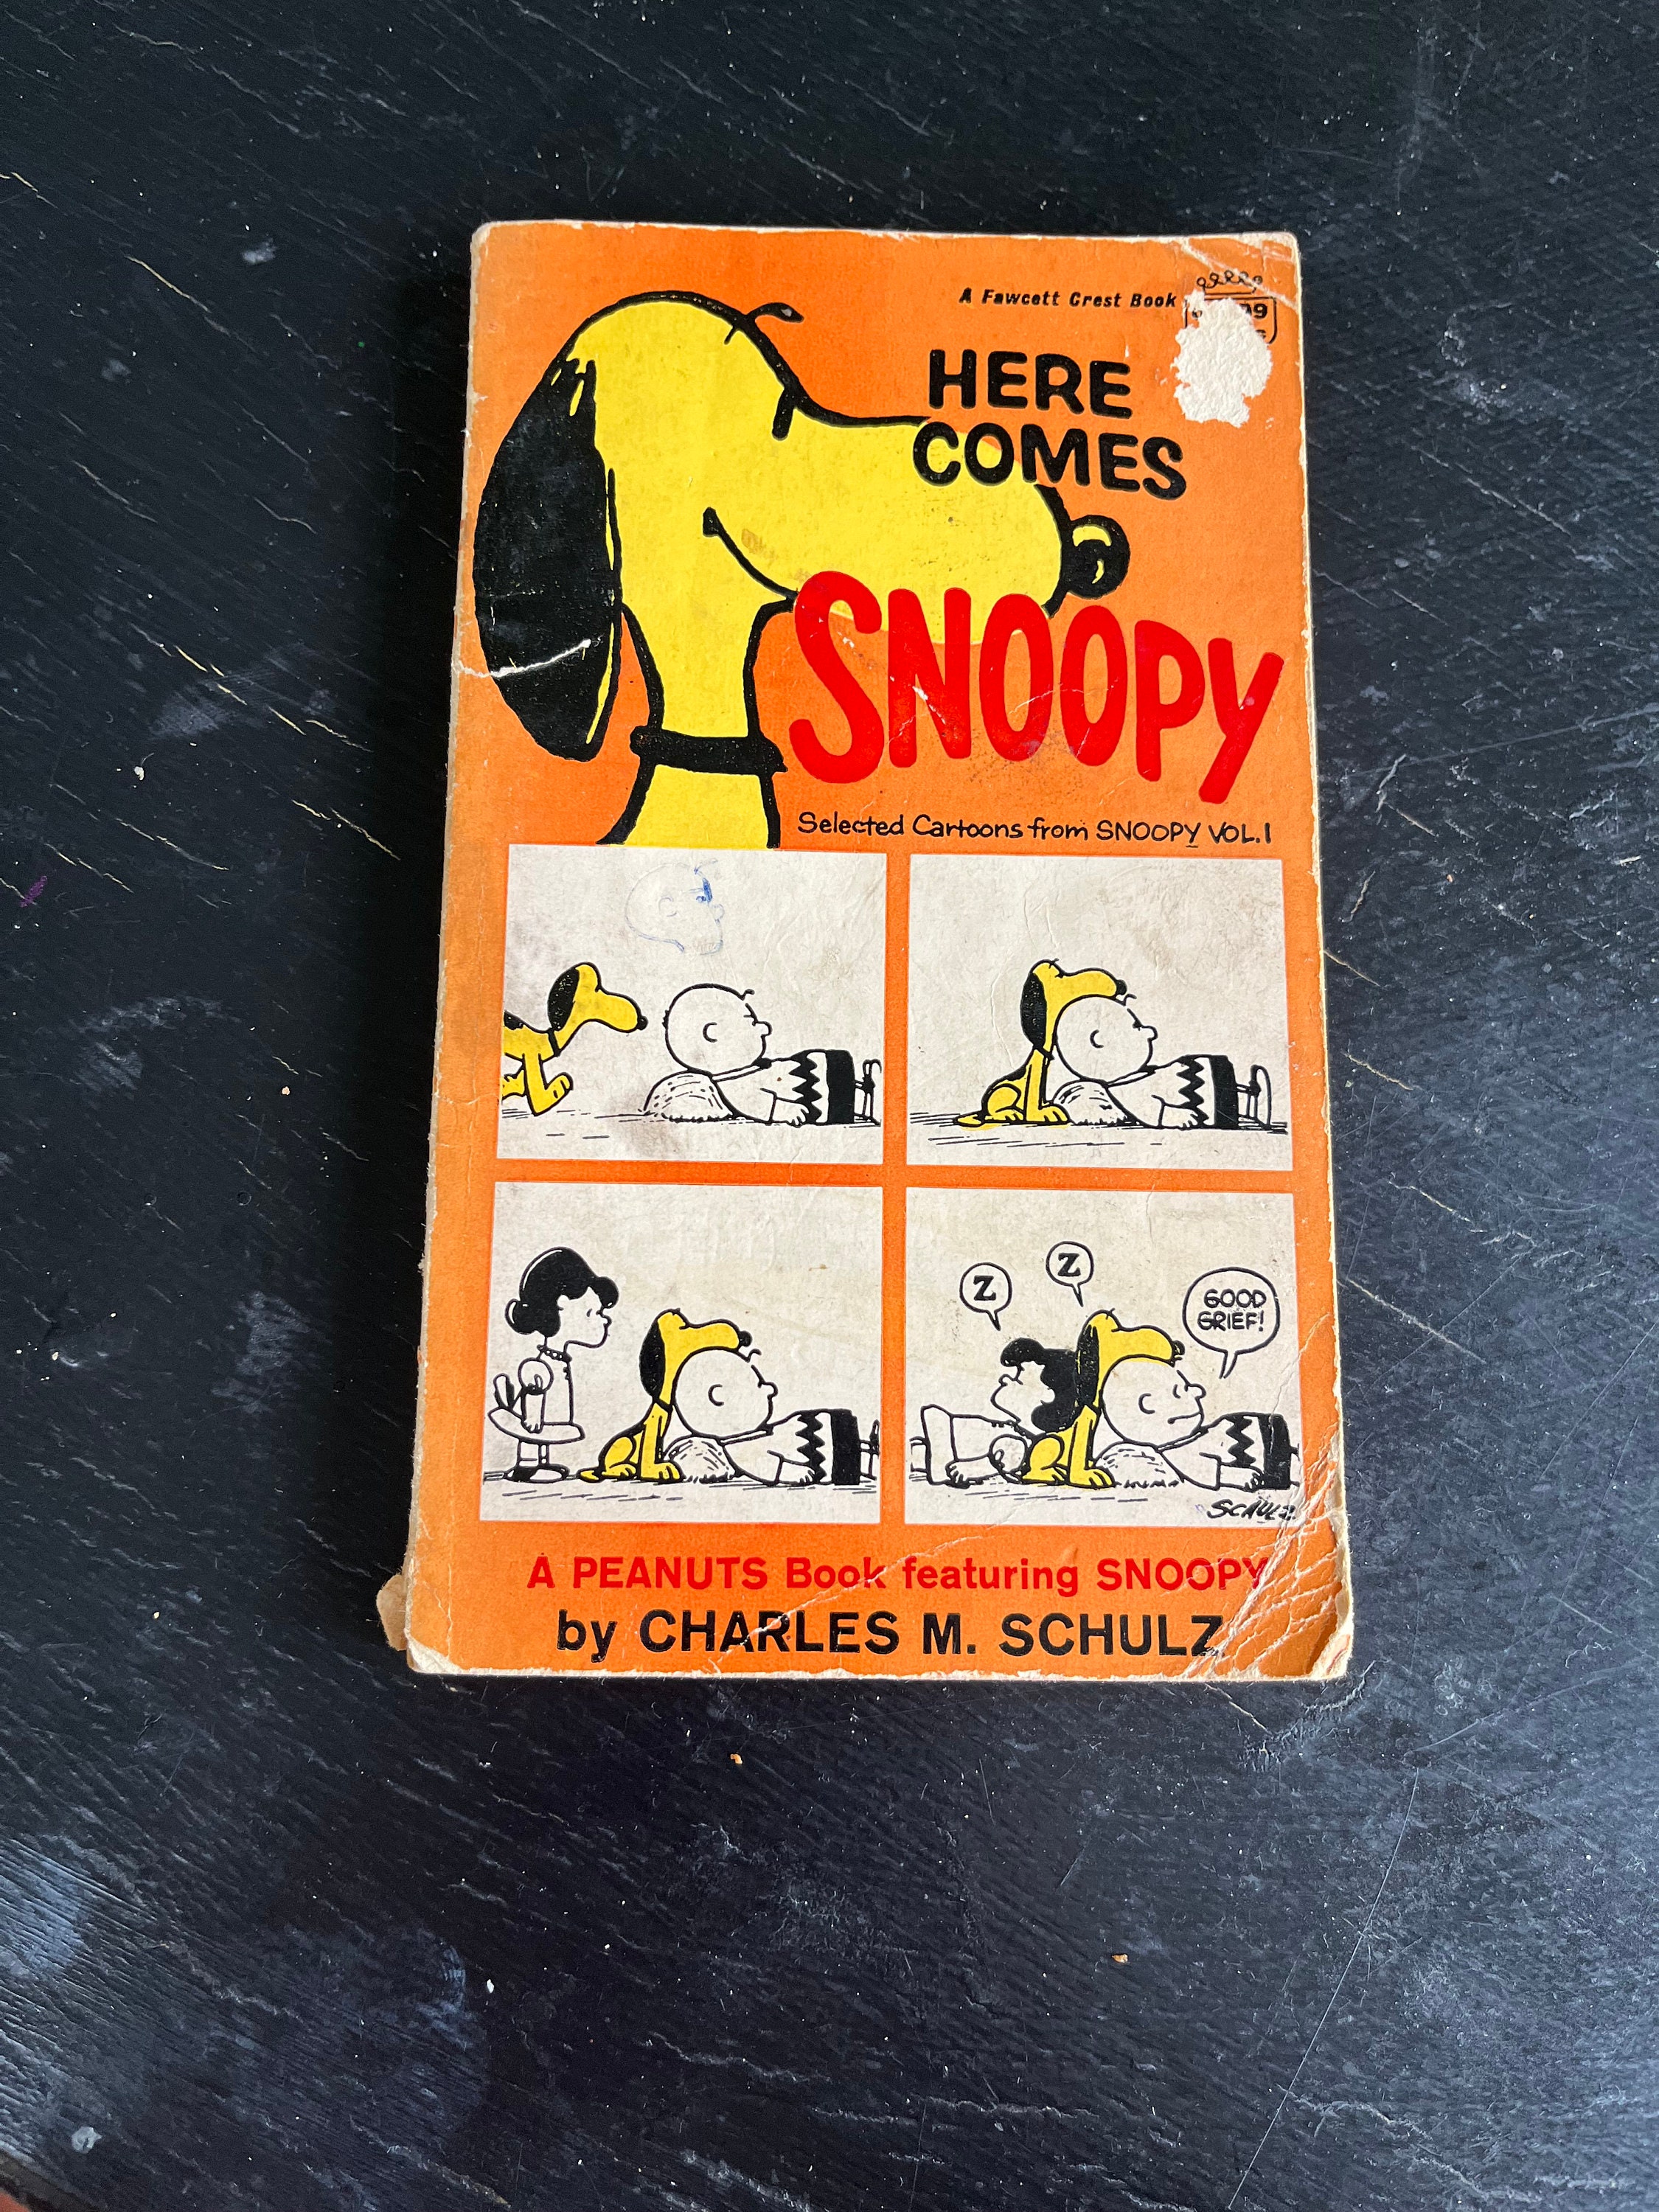 A Fawcett Crest Book
HERE
COMES
SNOOPY
Selected Cartoons from SNOOPY VOL.1
Z
Z
GOOD
GRIEF!
SCHULZ
A PEANUTS Book featuring SNOOPY
by CHARLES M. SCHULZ